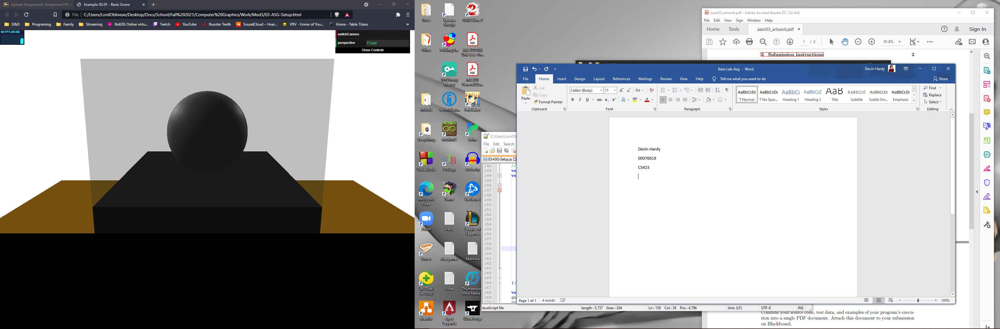 Upload Assignment: Assignment #3:
Example 02.01 - Basic Scene
File
C:/Users/LordOblivean/Desktop/Docs/School/Fall%202021/Computer%20Graphics/Work/Mod3/03-ASG-Setup.html
D&D
Programing
Family
Streaming
Roll20: Online virtu...
Twitch
YouTube
Rooster Teeth
SoundCloud – Hear...
VRV - Home of You...
Home - Table Titans
»
60 FPS (50-60)
switchCamera
perspective
Front
Close Controls
Docs
Katawa Shoujo
Guild Wars 2
Other
Folding@...
MA 320 Old Unit Test Pr...
VPN Proxy Master
MA 320 General Stu...
ffMods
TechnicLau...
FateSaber
Everything
MultiMC
Twine
CodeBlocks
FTBApp
Audacity
Microsoft Edge
Game
Battle.net
Zoom
Keys
League of Legends
Vortex
vita games
Manhwa
360 Total Security
code
Thunderstor Mod Mana...
draw.io
Apex Legends
CurseForge
assn03_artwork.pdf - Adobe Acrobat Reader DC (32-bit)
File Edit View Sign Window Help
Home
Tools
assn03_artwork.pdf
Sign In
1 / 2
91.8%
3 Submission instructions
2
Base Lab-Asg - Word
Devin Hardy
File Home Insert Design Layout References Mailings Review View Help Tell me what you want to do
Share
Paste
Cut
Copy
Format Painter
Clipboard
Calibri (Body)
11
Font
Paragraph
AaBbCcDc AaBbCcDc AaBbCc AaBbCcD AaB AaBbCcD AaBbCcDc AaBbCcDc
¶ Normal ¶ No Spac... Heading 1 Heading 2 Title Subtitle Subtle Em... Emphasis
Styles
Find
Replace
Select
Editing
Devin Hardy
00076619
CS423
Page 1 of 1
4 words
100%
C:\Users\LordOb
File Edit Search
03-ASG-Setup.js
142 //
143 va
144 va
145
146
147
148
149
150
151
152
153
154
155
156
157
158
159
160
161
162
163
164
165
166 };
167
168 va
169 gu
170 gu
JavaScript file
length : 5,737 lines : 204
Ln : 159 Col : 39 Pos : 4,796
Unix (LF)
UTF-8
INS
Combine your source code, test data, and examples of your program's execu-
tion into a single PDF document. Attach this document to your submission
on Blackboard.